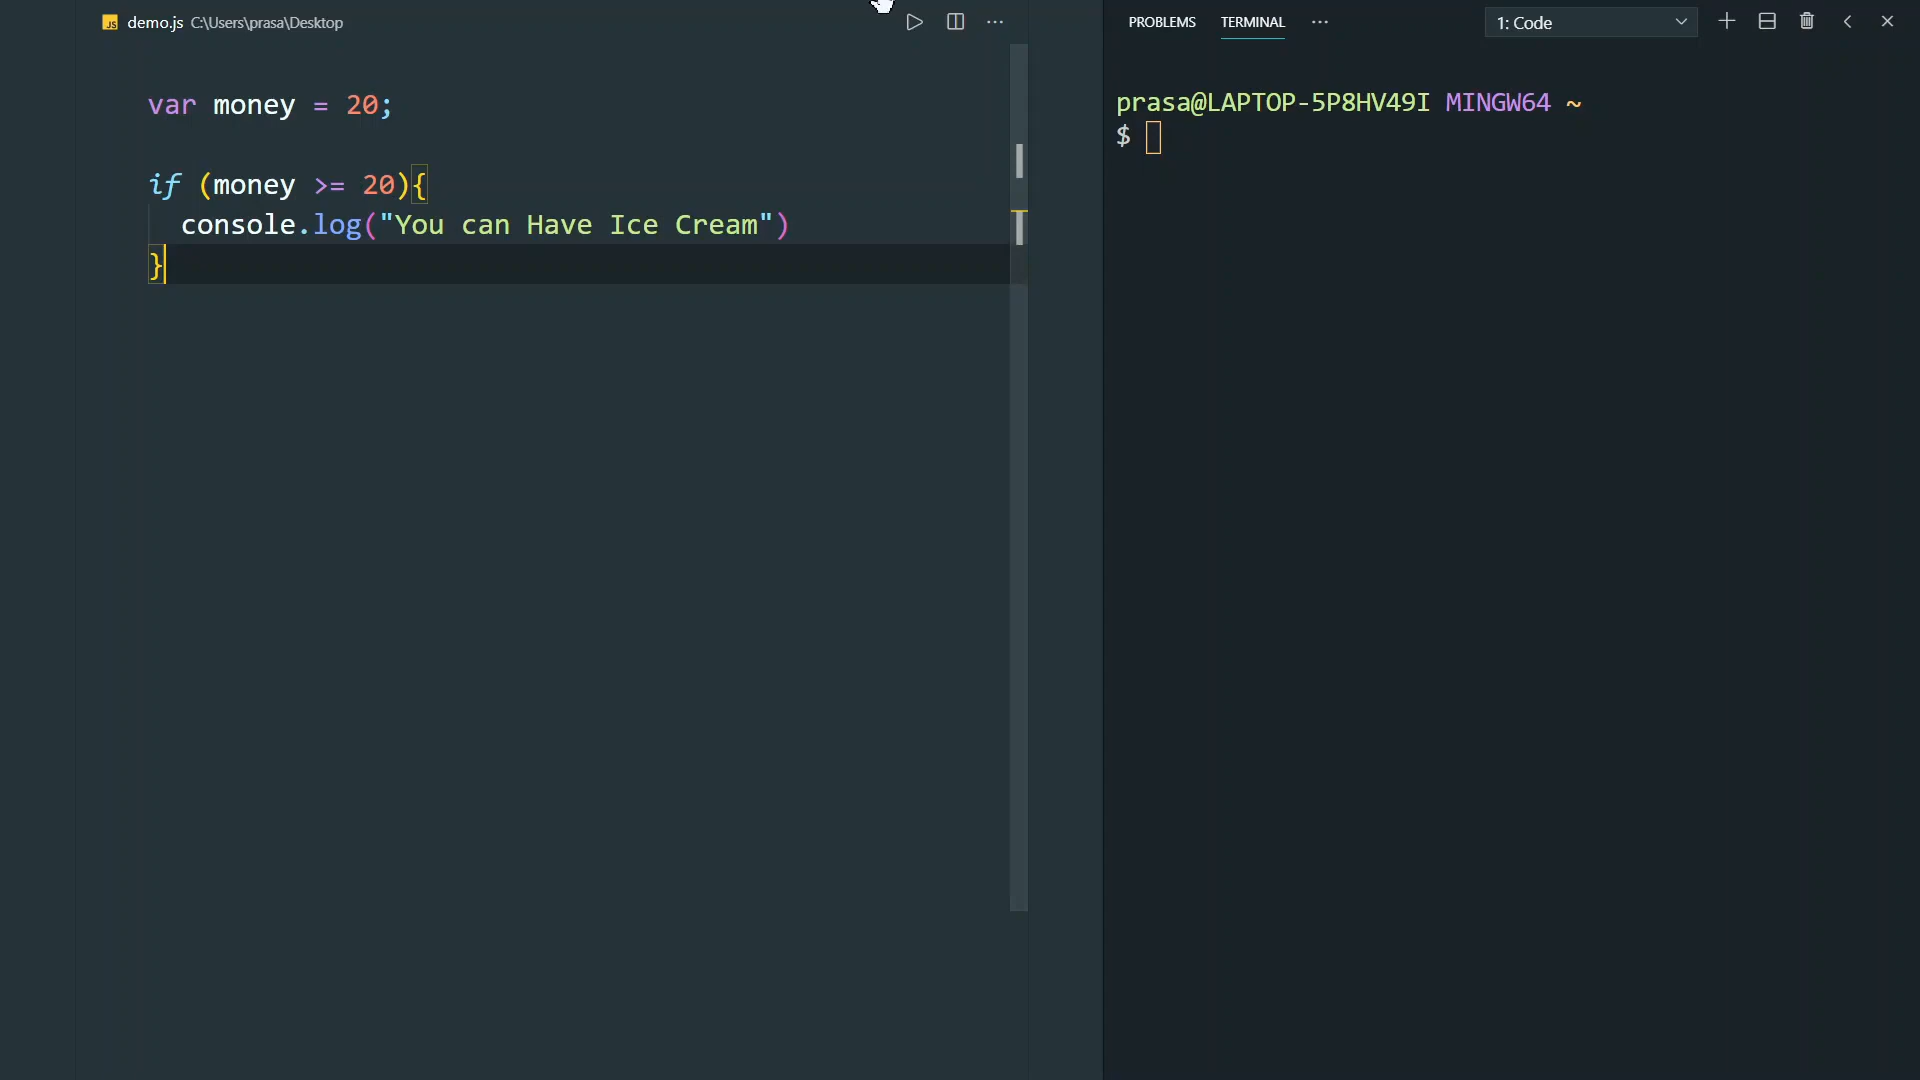 demo.js C:\Users\prasa\Desktop
var money = 20;
if (money >= 20){
console.log("You can Have Ice Cream")
}
PROBLEMS TERMINAL ···
1: Code
prasa@LAPTOP-5P8HV49I MINGW64 ~
$